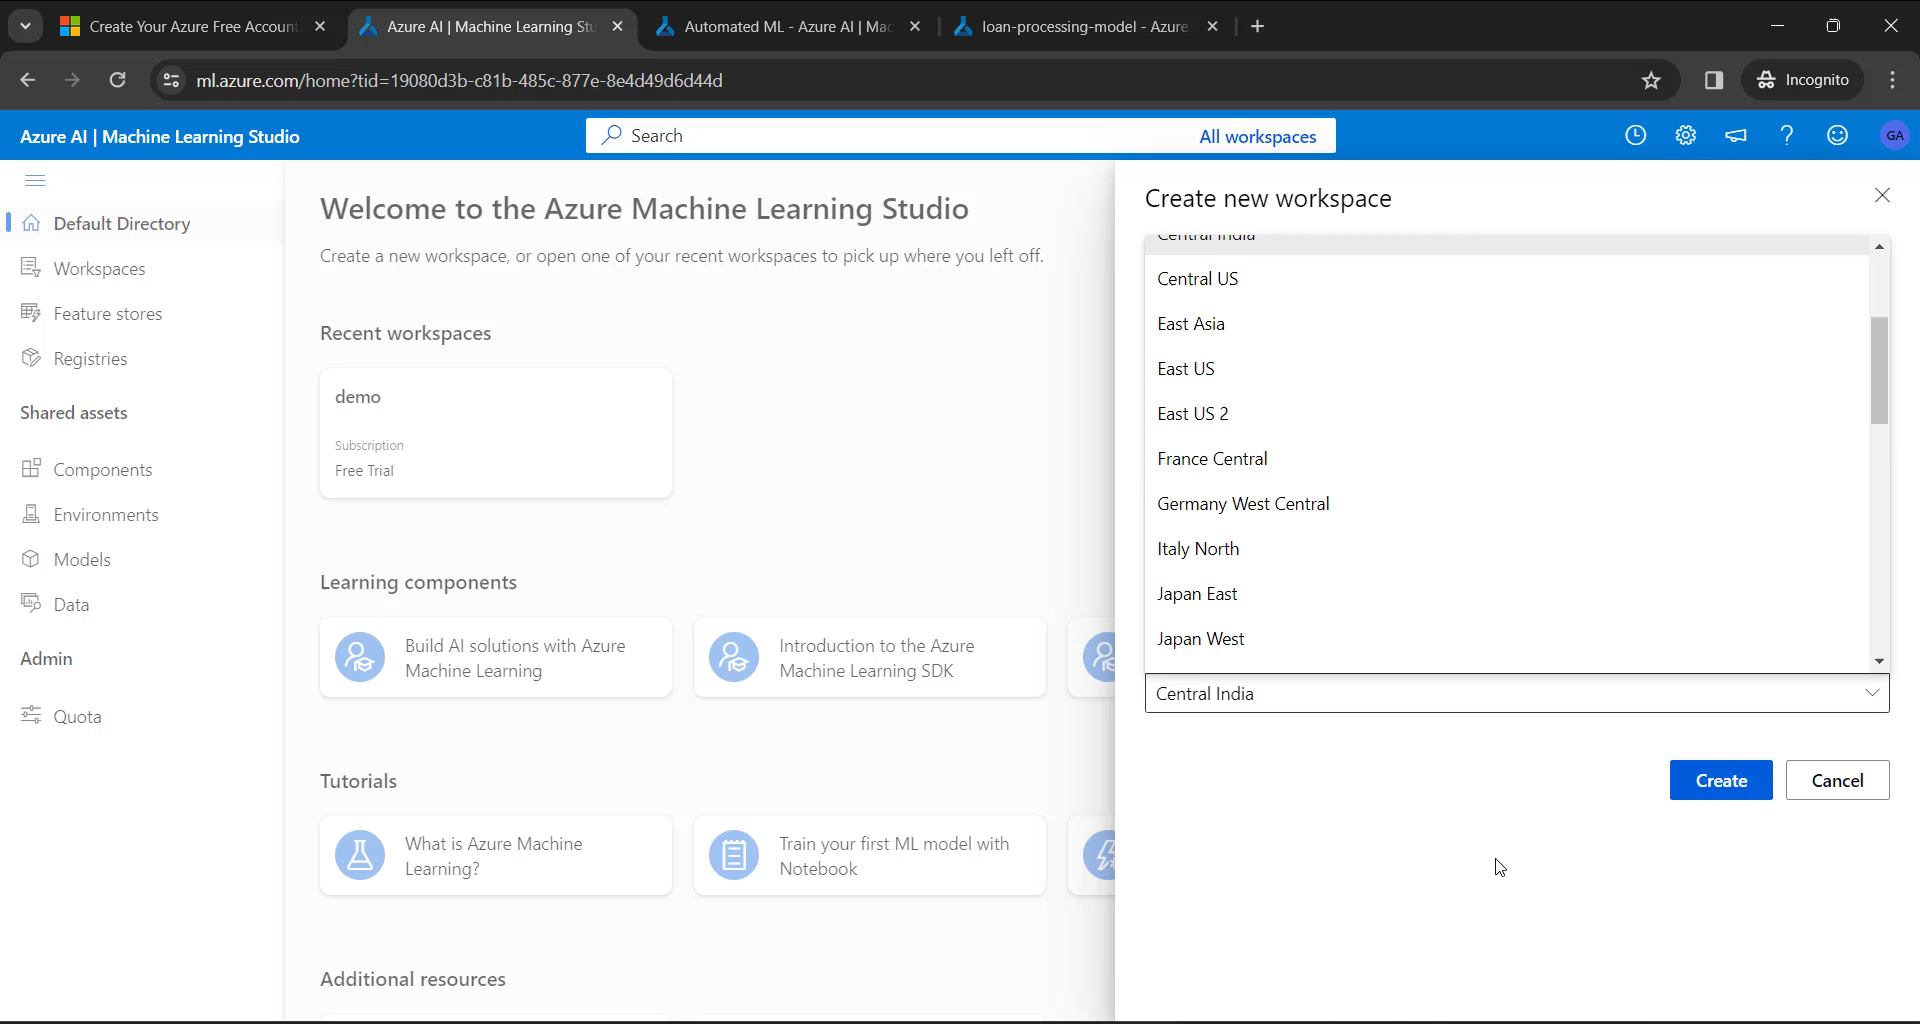 Create Your Azure Free Accoun
Azure AI | Machine Learning Stu
Automated ML - Azure AI | Mac
loan-processing-model - Azure
ml.azure.com/home?tid=19080d3b-c81b-485c-877e-8e4d49d6d44d
Incognito
Azure AI | Machine Learning Studio
Search
All workspaces
GA
Default Directory
Workspaces
Feature stores
Registries
Shared assets
Components
Environments
Models
Data
Admin
Quota
Welcome to the Azure Machine Learning Studio
Create a new workspace, or open one of your recent workspaces to pick up where you left off.
Recent workspaces
demo
Subscription
Free Trial
Learning components
Build AI solutions with Azure
Machine Learning
Introduction to the Azure
Machine Learning SDK
Tutorials
What is Azure Machine
Learning?
Train your first ML model with
Notebook
Additional resources
Create new workspace
Central India
Central US
East Asia
East US
East US 2
France Central
Germany West Central
Italy North
Japan East
Japan West
Central India
Create
Cancel